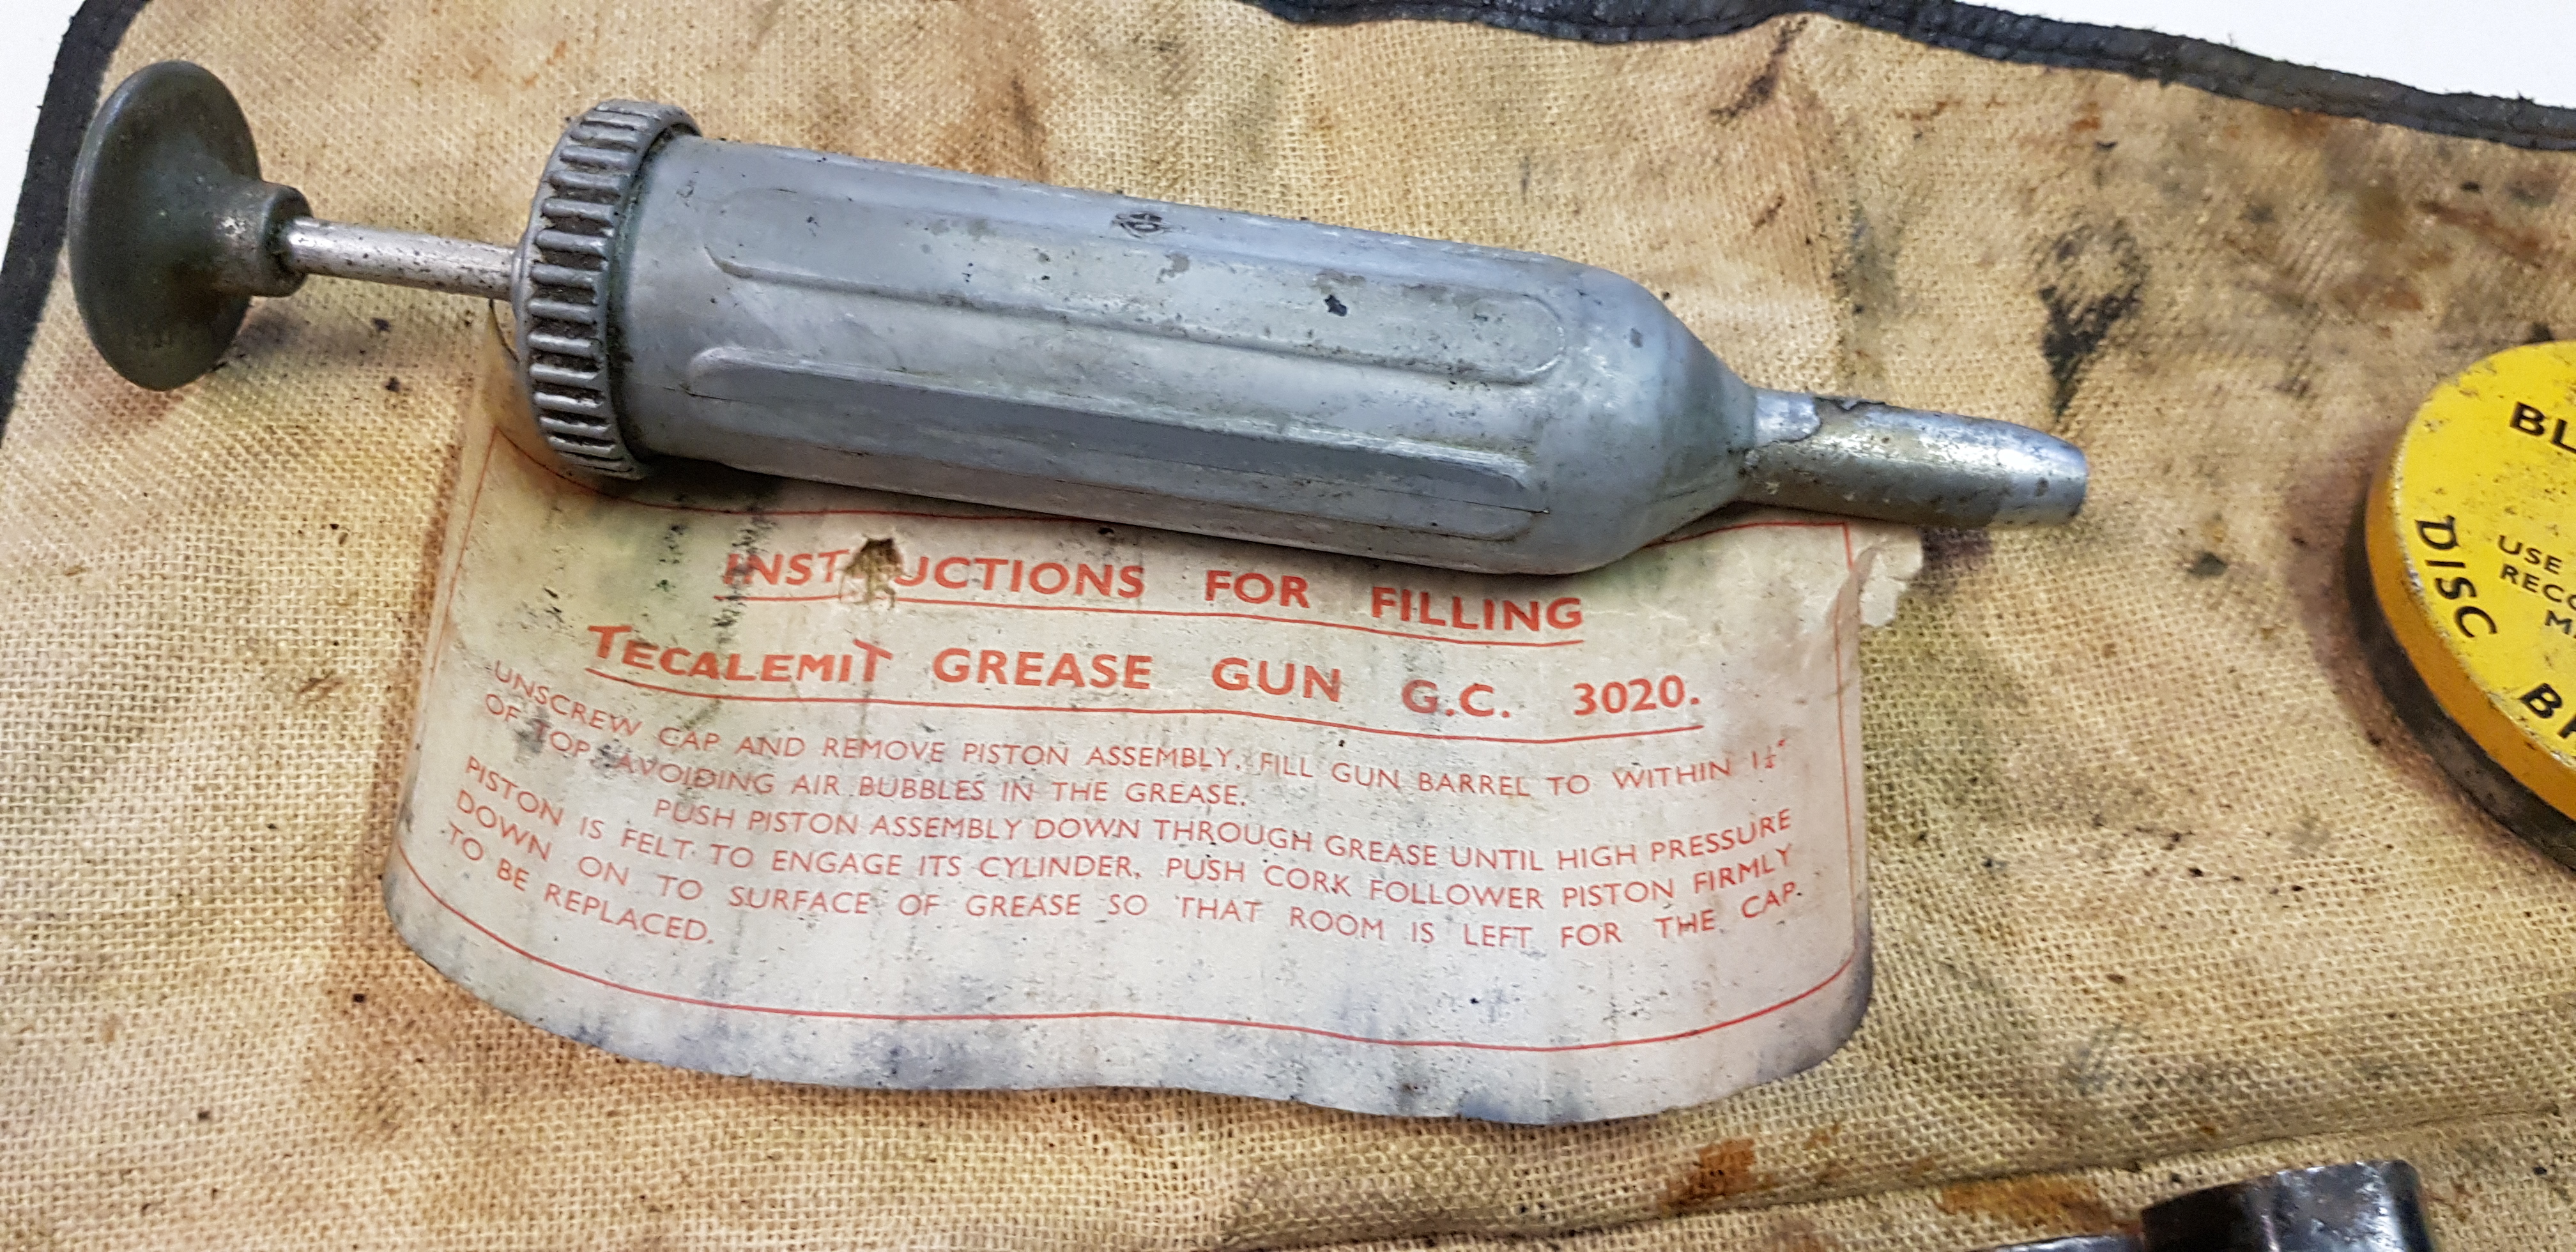 INSTRUCTIONS FOR FILLING
TECALEMIT GREASE GUN G.C. 3020.
UNSCREW CAP AND REMOVE PISTON ASSEMBLY. FILL GUN BARREL TO WITHIN
OF TOP, AVOIDING AIR BUBBLES IN THE GREASE.
PUSH PISTON ASSEMBLY DOWN THROUGH GREASE UNTIL HIGH PRESSURE
PISTON IS FELT TO ENGAGE ITS CYLINDER. PUSH CORK FOLLOWER PISTON FIRMLY
DOWN ON TO SURFACE OF GREASE SO THAT ROOM IS LEFT FOR THE CAP.
TO BE REPLACED.
DISC
USE